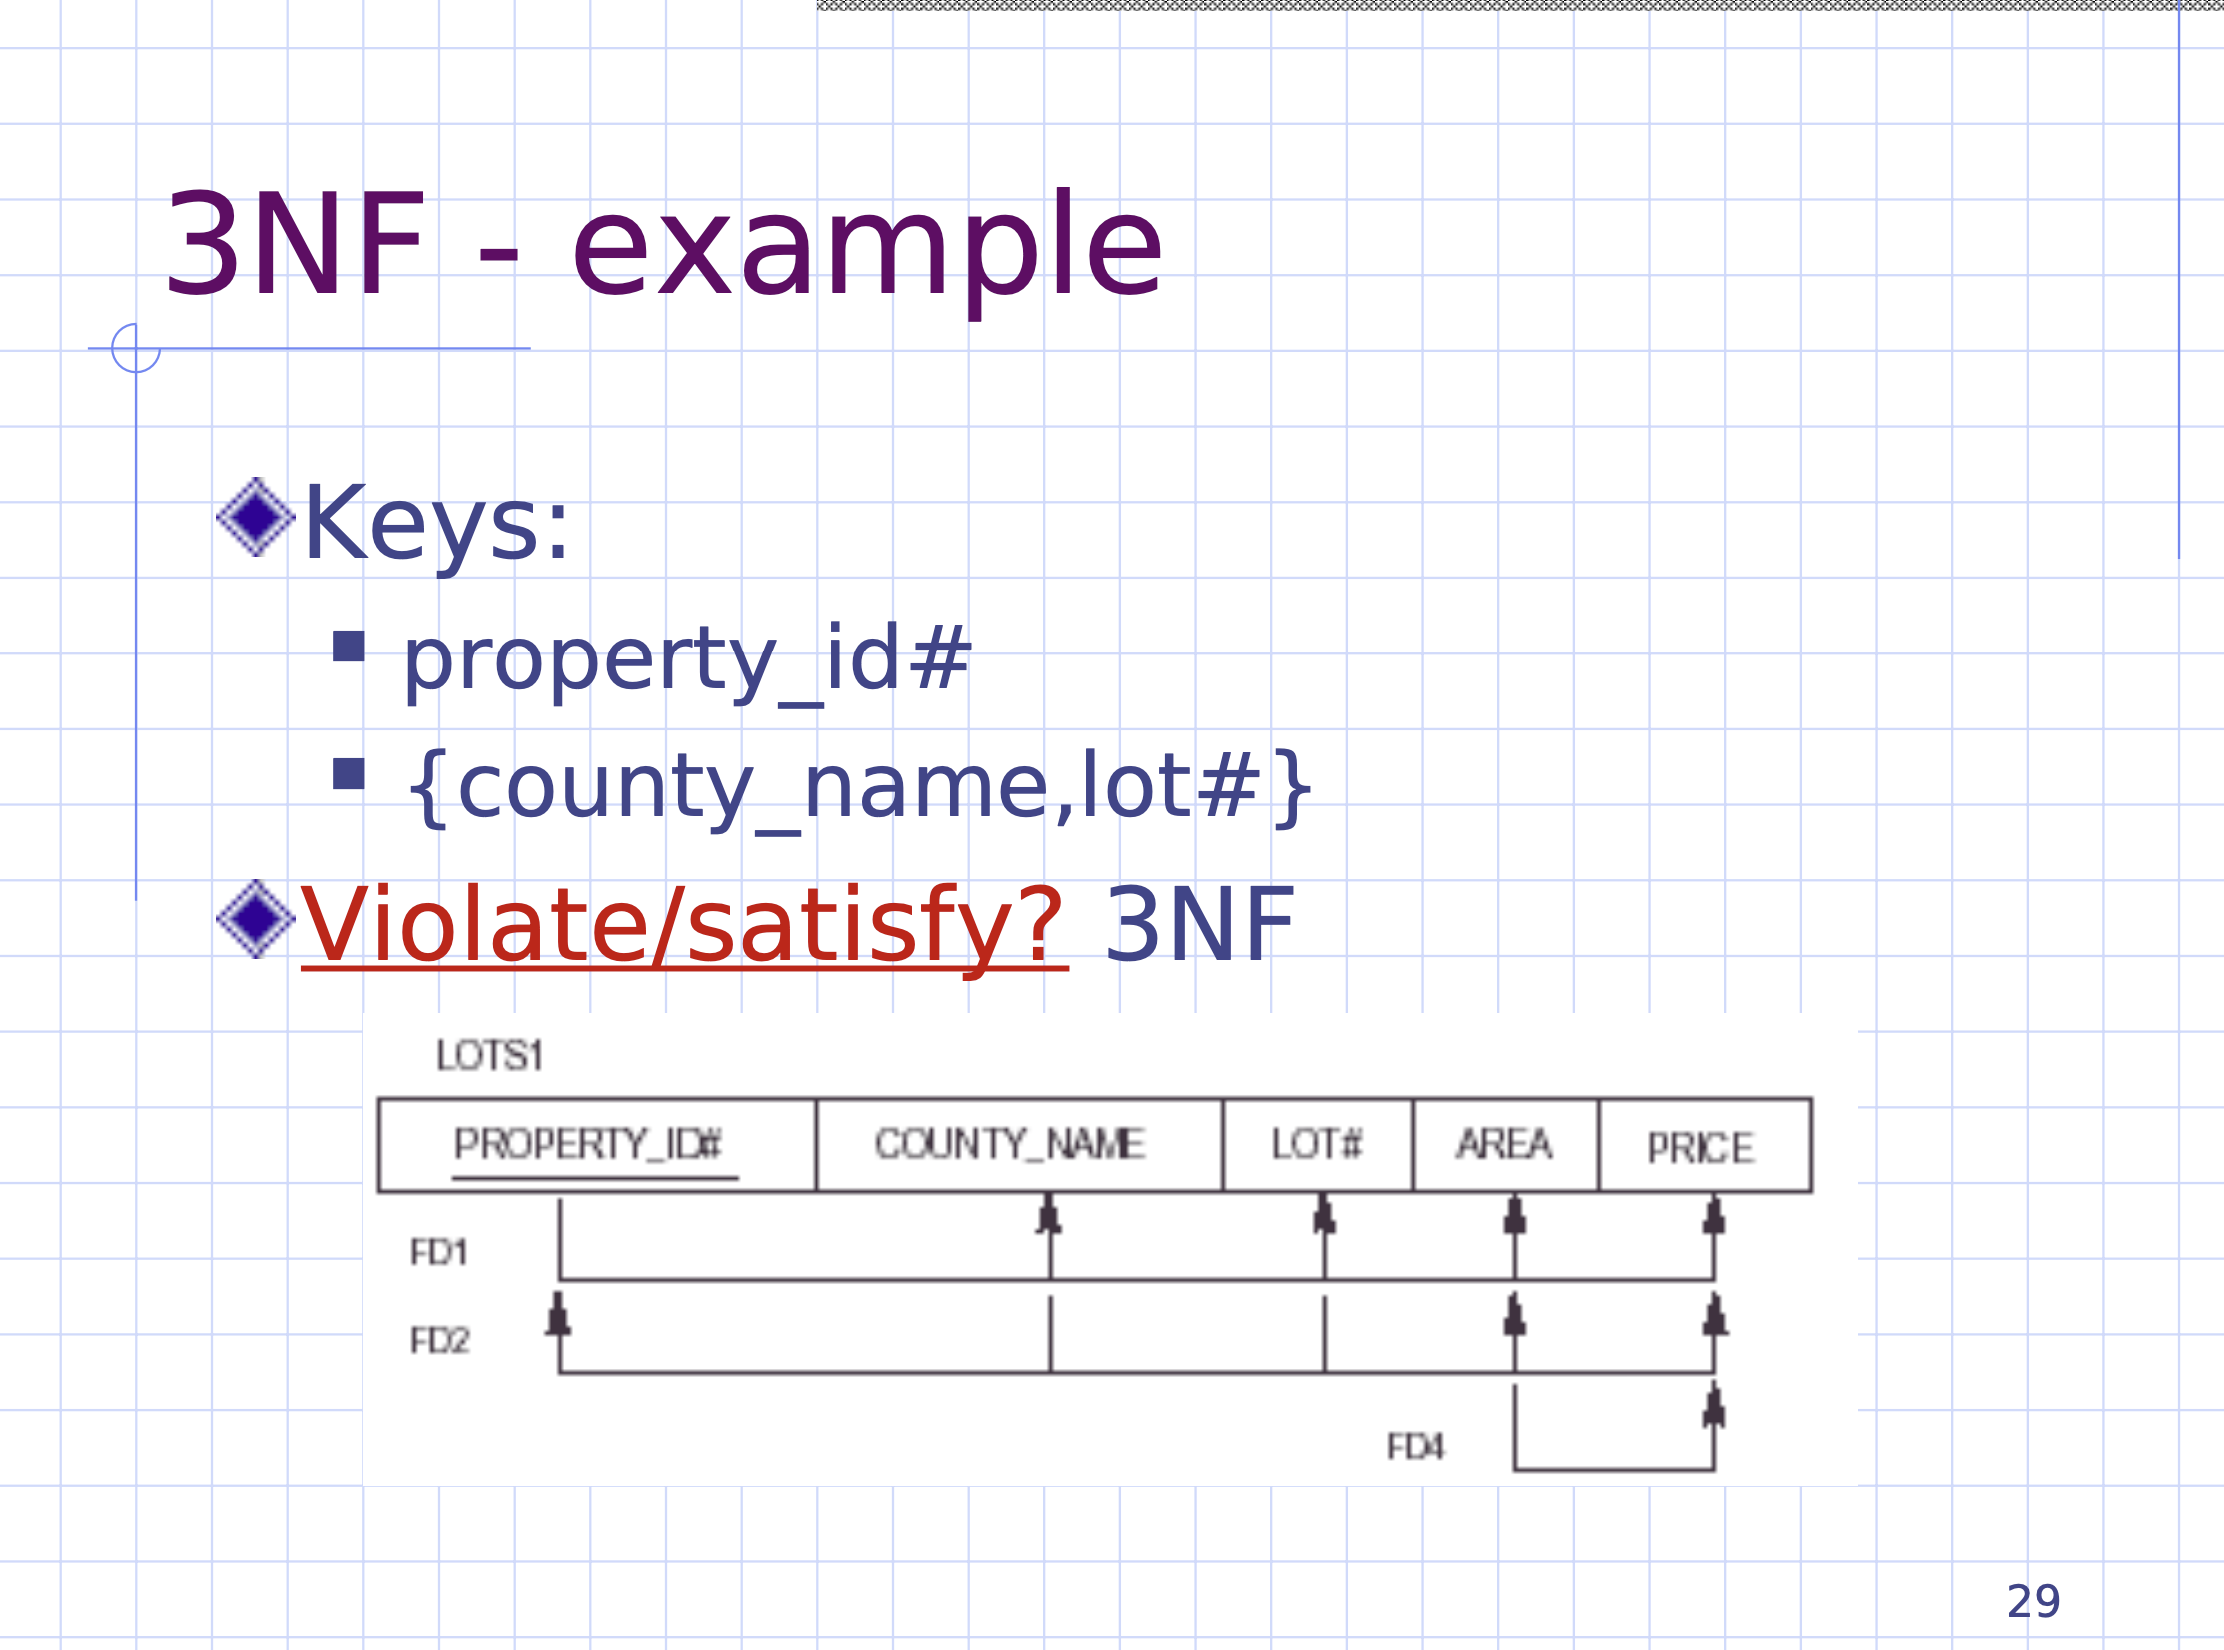 3NF - example
Keys:
property_id#
{county_name,lot#}
Violate/satisfy? 3NF
LOTS1
PROPERTY_ID# COUNTY_NAME LOT# AREA PRICE
FD1
FD2
FD4
29